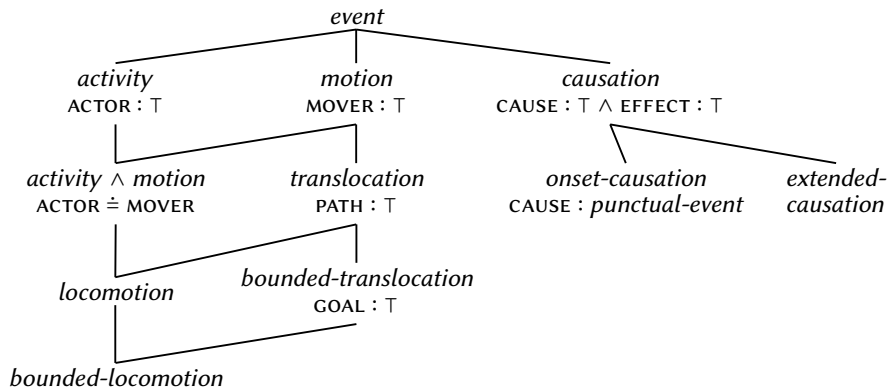 event
activity motion causation
ACTOR : ⊤ MOVER : ⊤ CAUSE : ⊤ ∧ EFFECT : ⊤
activity ∧ motion translocation onset-causation extended-
ACTOR ≐ MOVER PATH : ⊤ CAUSE : punctual-event causation
locomotion bounded-translocation
GOAL : ⊤
bounded-locomotion